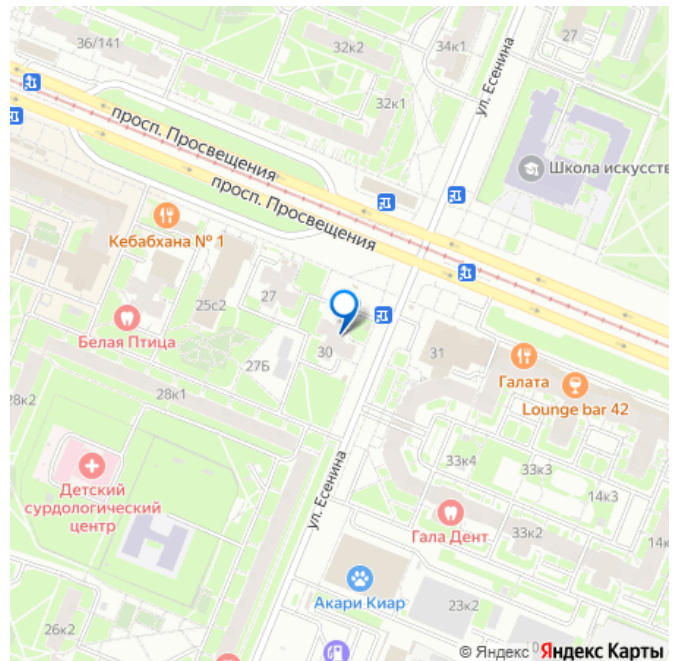 36/141
32к2
34к1
27
ул. Есенина
32к1
просп. Просвещения
Школа искусств
просп. Просвещения
Кебабхана № 1
27
25с2
Белая Птица
30
31
27Б
Галата
28к2
28к1
Lounge bar 42
33к4
33к3
Детский
сурдологический
центр
14к3
ул. Есенина
Гала Дент
33к2
14к
Акари Киар
23к2
26к2
© Яндекс
Яндекс Карты